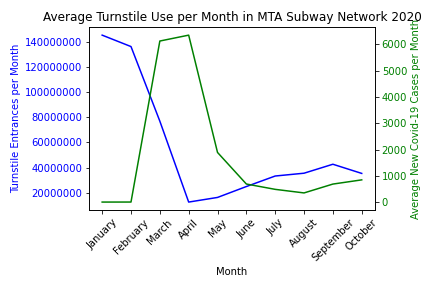 Average Turnstile Use per Month in MTA Subway Network 2020
Turnstile Entrances per Month
140000000
120000000
100000000
80000000
60000000
40000000
20000000
6000
5000
4000
3000
2000
1000
0
Average New Covid-19 Cases per Month
January
February
March
April
May
June
July
August
September
October
Month